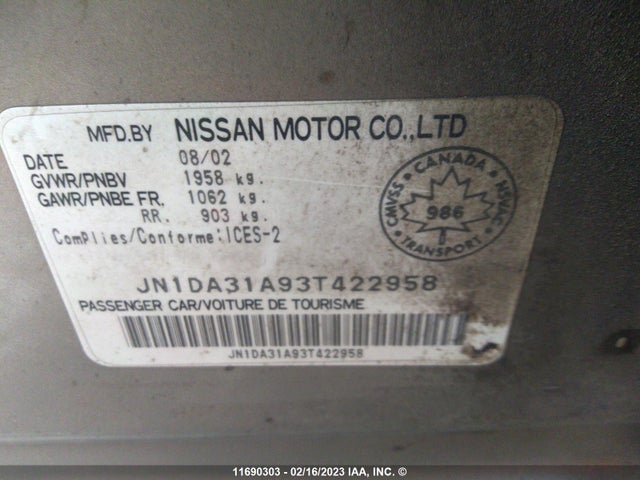 MFD.BY NISSAN MOTOR CO.,LTD
DATE 08/02
GVWR/PNBV 1958 kg.
GAWR/PNBE FR. 1062 kg.
RR. 903 kg.
Complies/Conforme:ICES-2
CANADA
CMVSS 986 NSVAC
TRANSPORT
JN1DA31A93T422958
PASSENGER CAR/VOITURE DE TOURISME
JN1DA31A93T422958
11690303 - 02/16/2023 IAA, INC. ©